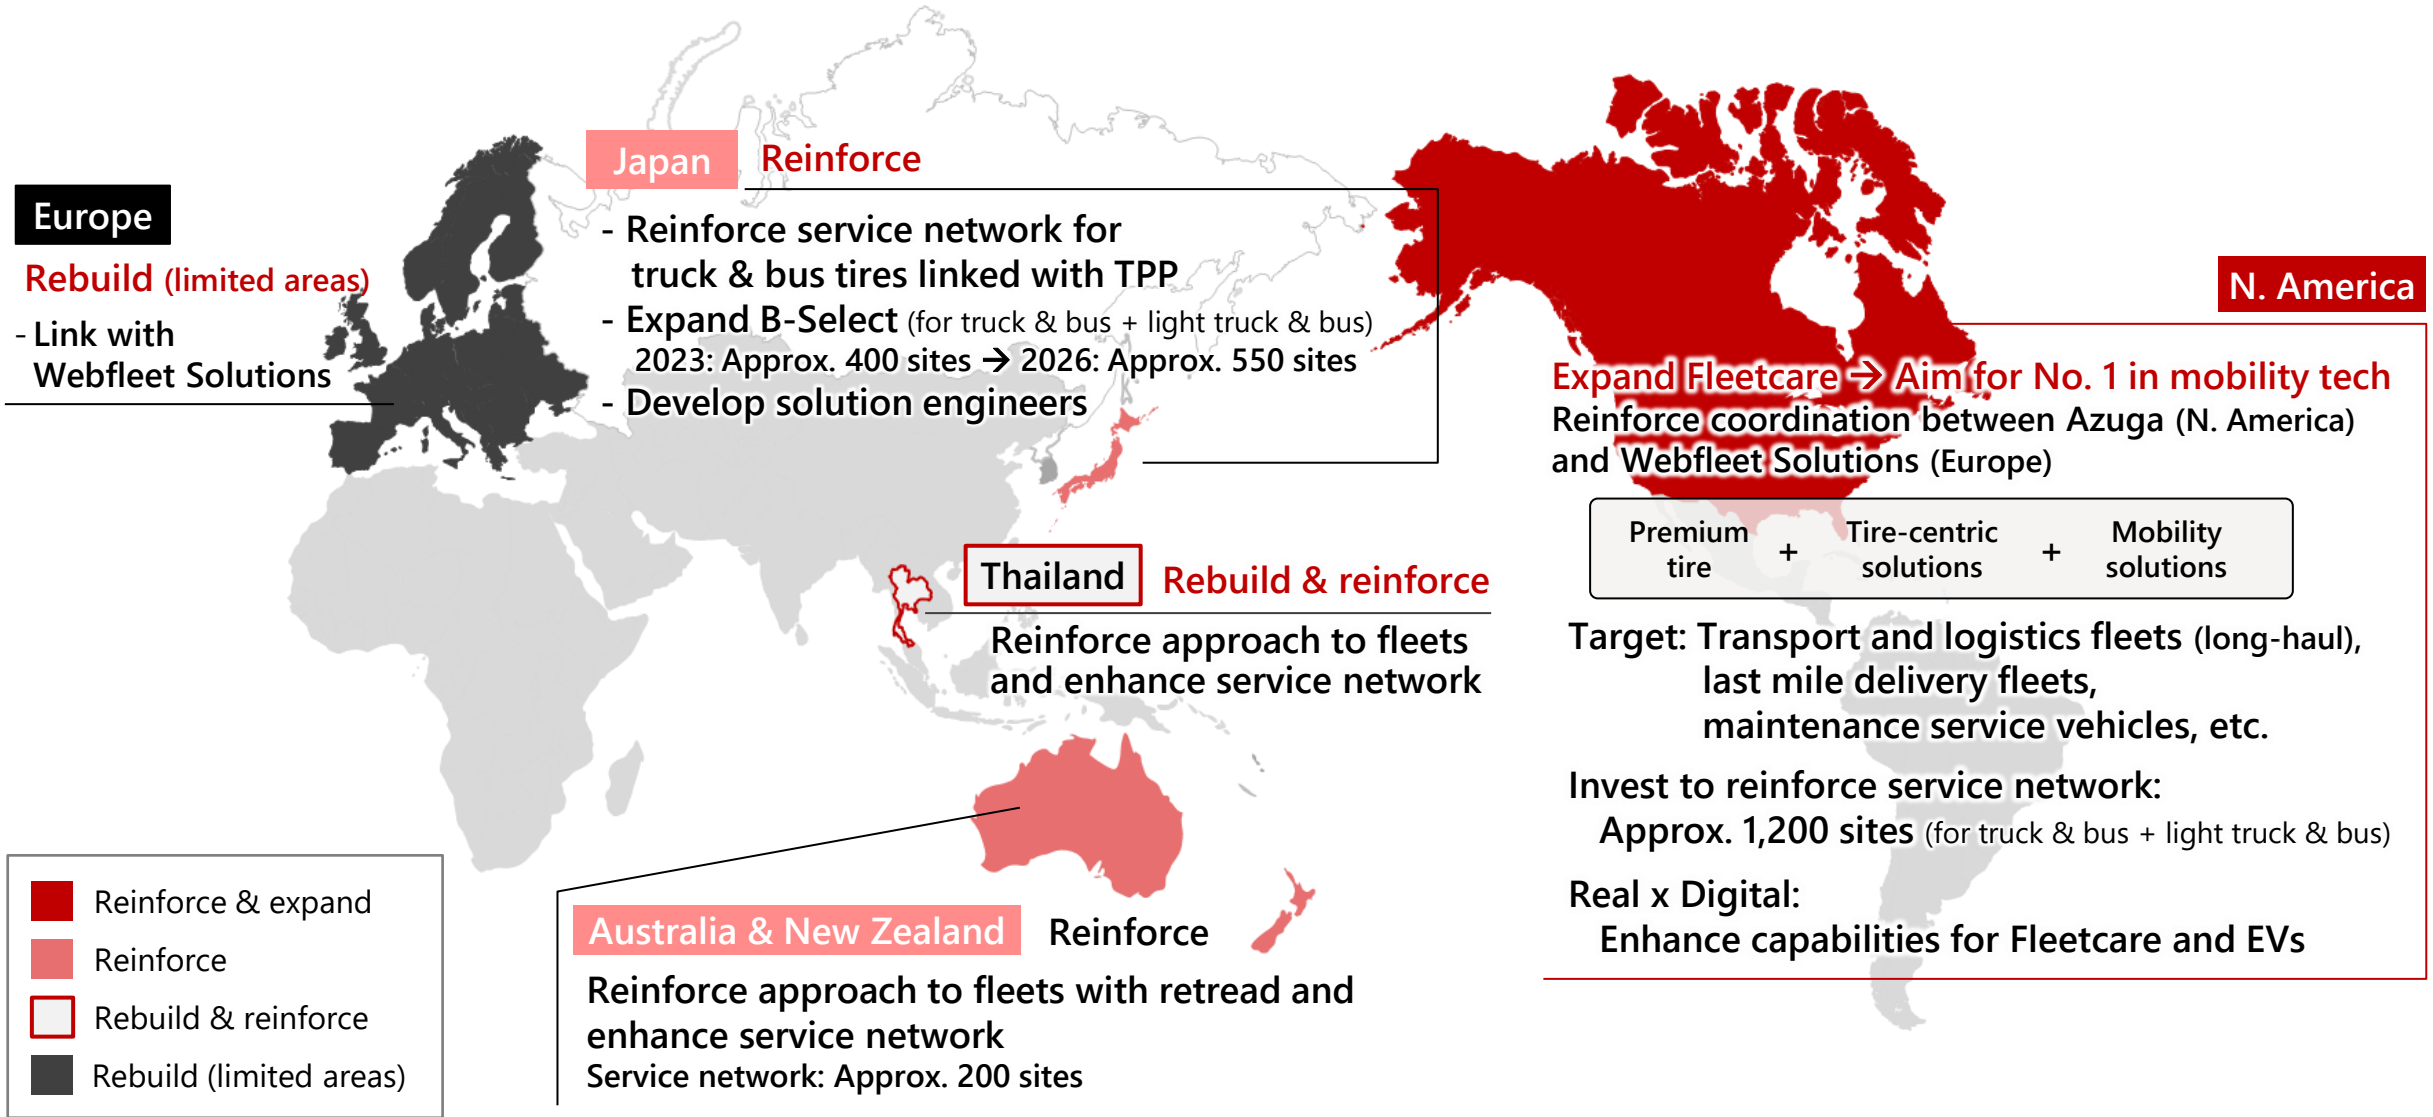 Europe
Rebuild (limited areas)
- Link with
Webfleet Solutions
Japan Reinforce
- Reinforce service network for
truck & bus tires linked with TPP
- Expand B-Select (for truck & bus + light truck & bus)
2023: Approx. 400 sites → 2026: Approx. 550 sites
- Develop solution engineers
Thailand Rebuild & reinforce
Reinforce approach to fleets
and enhance service network
Australia & New Zealand Reinforce
Reinforce approach to fleets with retread and
enhance service network
Service network: Approx. 200 sites
N. America
Expand Fleetcare → Aim for No. 1 in mobility tech
Reinforce coordination between Azuga (N. America)
and Webfleet Solutions (Europe)
Premium
tire
+
Tire-centric
solutions
+
Mobility
solutions
Target: Transport and logistics fleets (long-haul),
last mile delivery fleets,
maintenance service vehicles, etc.
Invest to reinforce service network:
Approx. 1,200 sites (for truck & bus + light truck & bus)
Real x Digital:
Enhance capabilities for Fleetcare and EVs
Reinforce & expand
Reinforce
Rebuild & reinforce
Rebuild (limited areas)